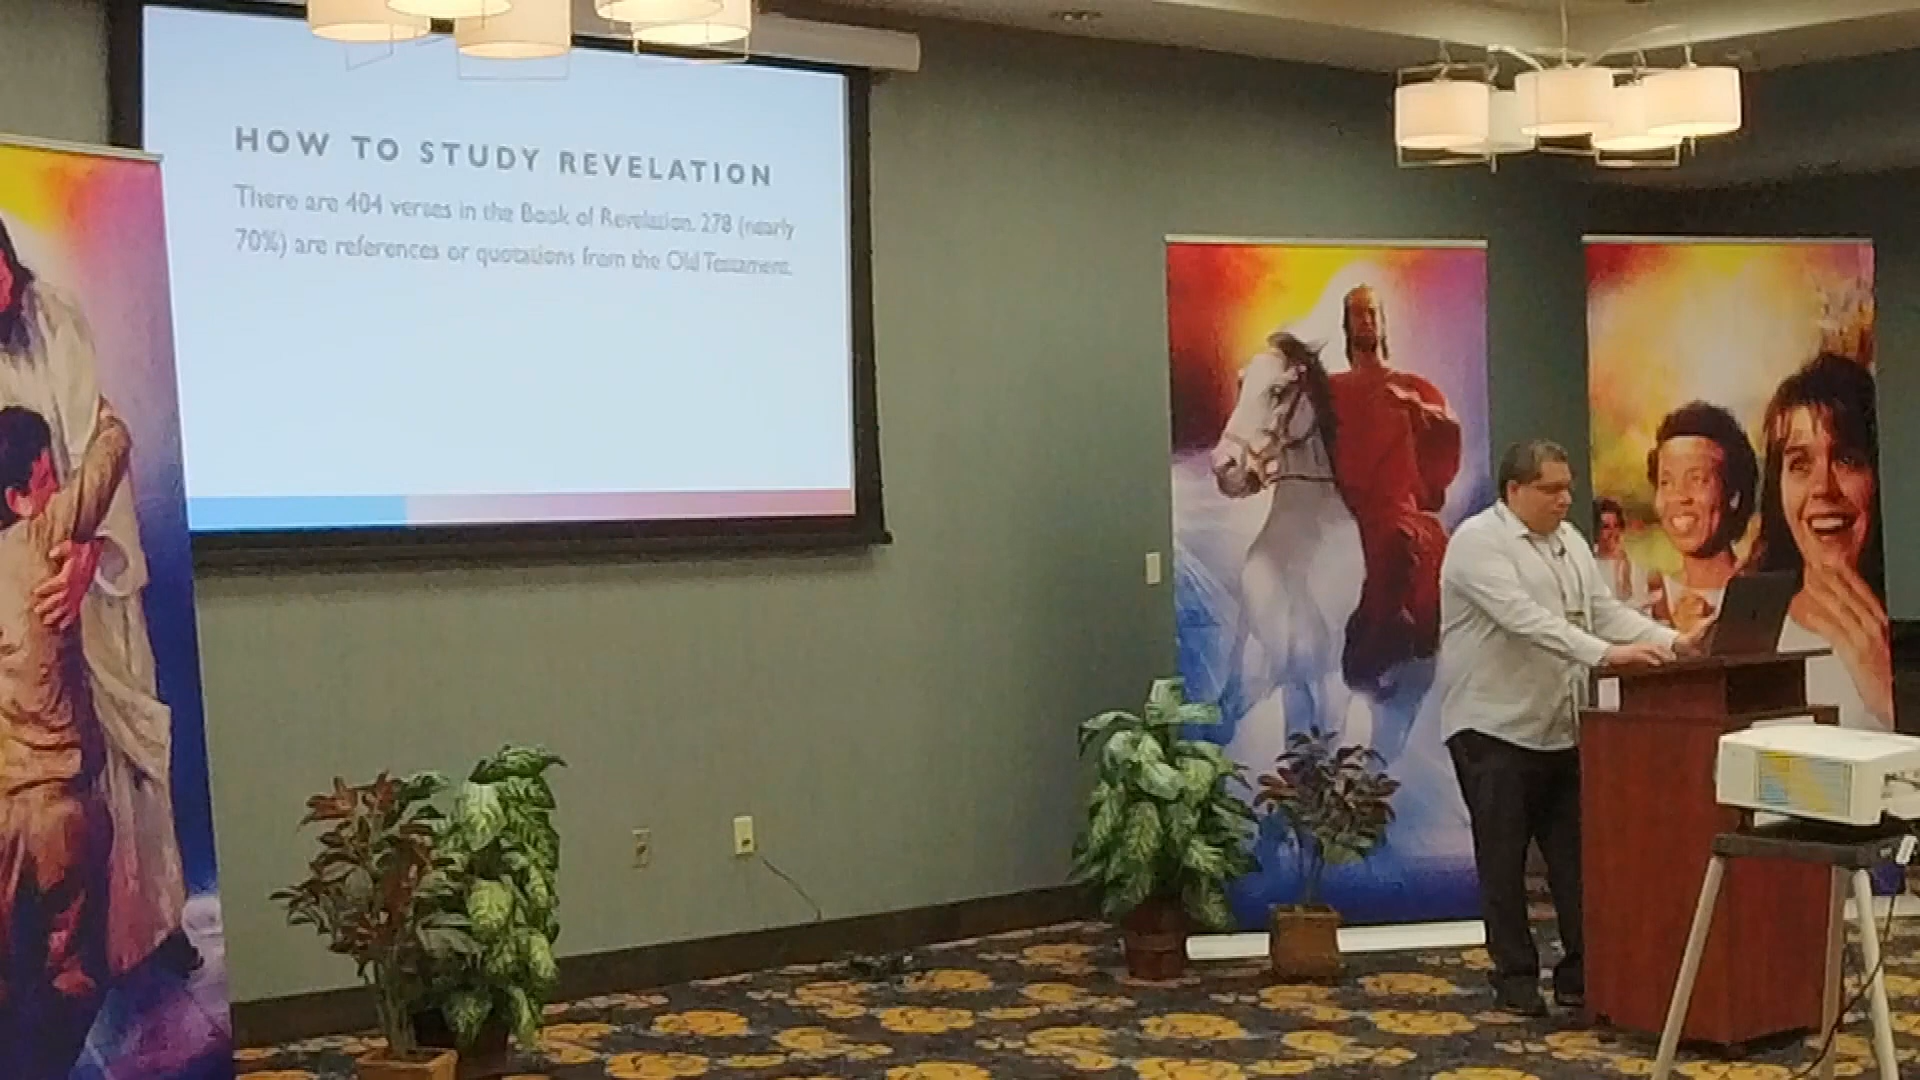 HOW TO STUDY REVELATION
There are 404 verses in the Book of Revelation. 278 (nearly
70%) are references or quotations from the Old Testament.